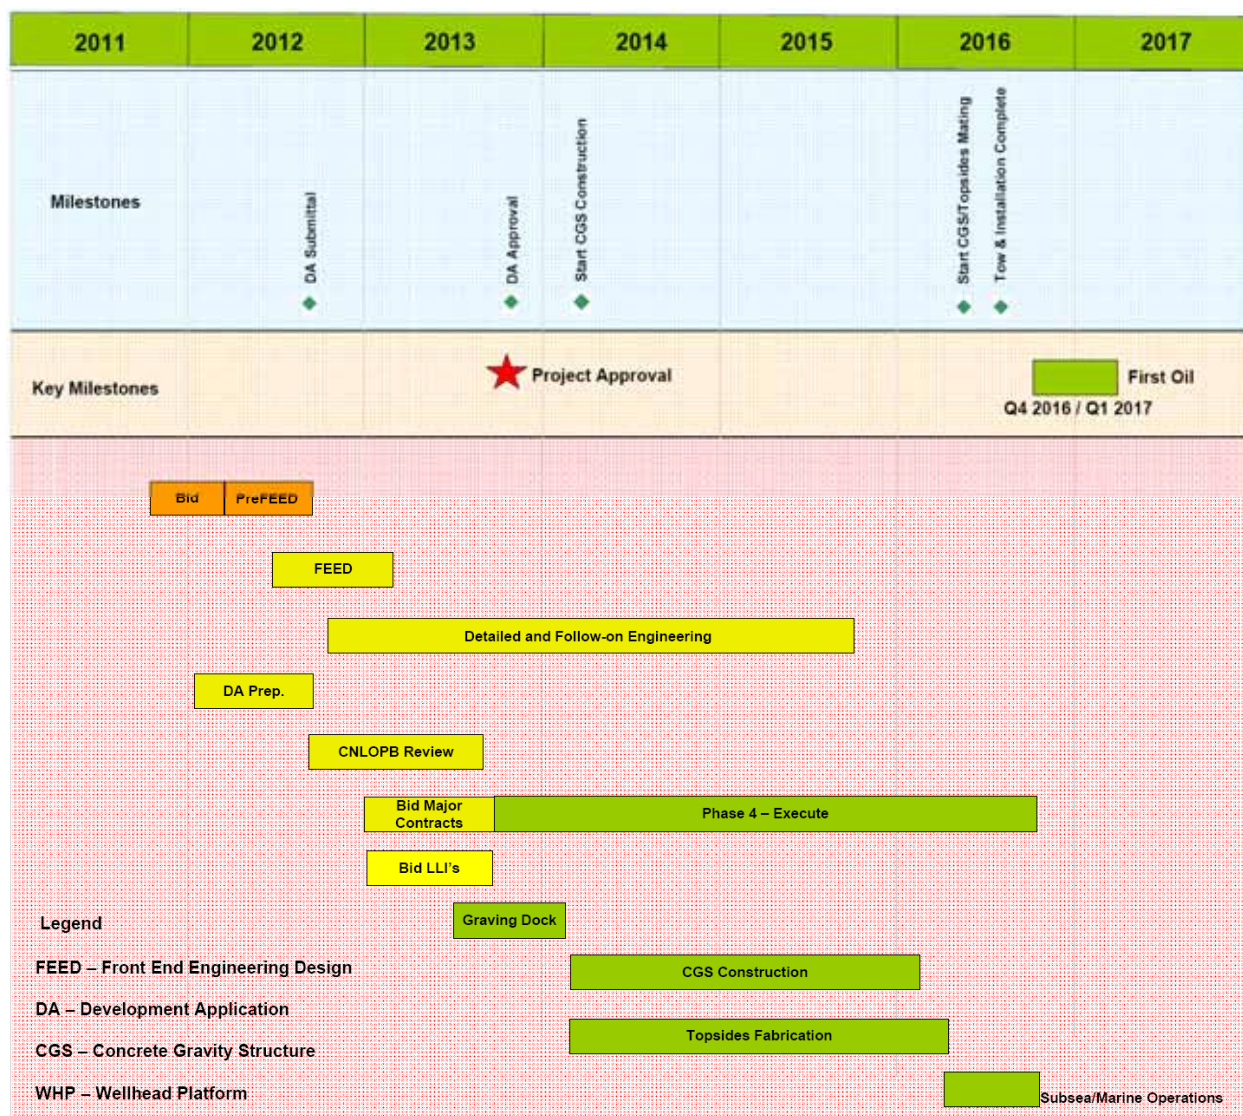 2011 2012 2013 2014 2015 2016 2017
Milestones
DA Submittal
DA Approval
Start CGS Construction
Start CGS/Topsides Mating
Tow & Installation Complete
Key Milestones
Project Approval
First Oil
Q4 2016 / Q1 2017
Bid PreFEED
FEED
Detailed and Follow-on Engineering
DA Prep.
CNLOPB Review
Bid Major
Contracts
Phase 4 – Execute
Bid LLI's
Graving Dock
Legend
FEED – Front End Engineering Design
CGS Construction
DA – Development Application
Topsides Fabrication
CGS – Concrete Gravity Structure
WHP – Wellhead Platform
Subsea/Marine Operations